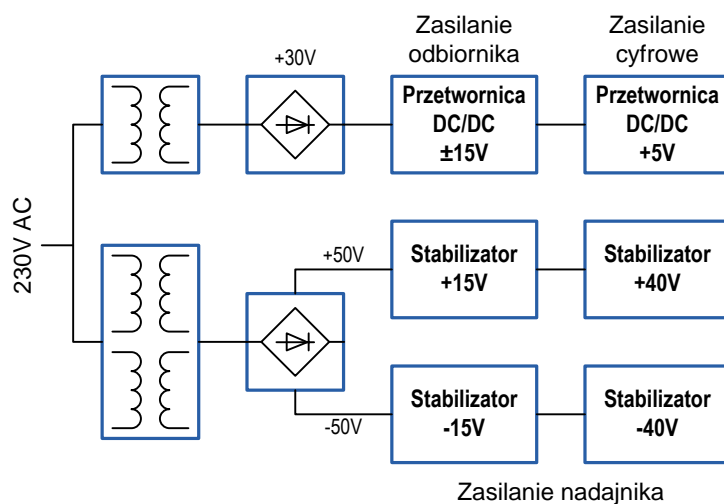 Zasilanie
odbiornika
Zasilanie
cyfrowe
+30V
Przetwornica
DC/DC
±15V
Przetwornica
DC/DC
+5V
230V AC
+50V
Stabilizator
+15V
Stabilizator
+40V
-50V
Stabilizator
-15V
Stabilizator
-40V
Zasilanie nadajnika